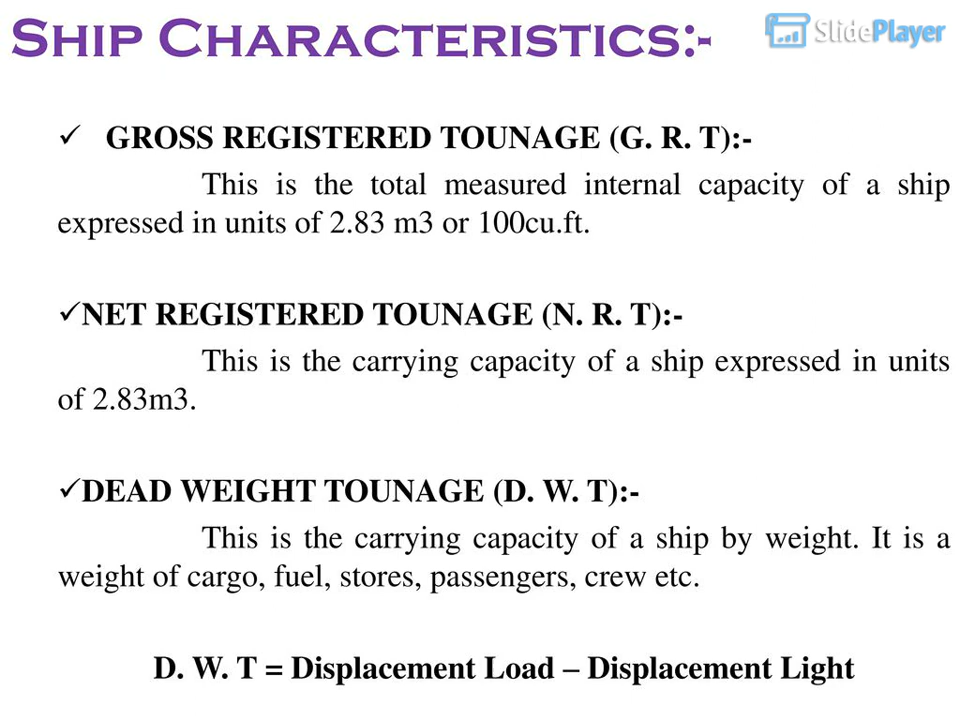 SHIP CHARACTERISTICS:-
SlidePlayer
✓ GROSS REGISTERED TOUNAGE (G. R. T):-
This is the total measured internal capacity of a ship
expressed in units of 2.83 m3 or 100cu.ft.
✓NET REGISTERED TOUNAGE (N. R. T):-
This is the carrying capacity of a ship expressed in units
of 2.83m3.
✓DEAD WEIGHT TOUNAGE (D. W. T):-
This is the carrying capacity of a ship by weight. It is a
weight of cargo, fuel, stores, passengers, crew etc.
D. W. T = Displacement Load – Displacement Light